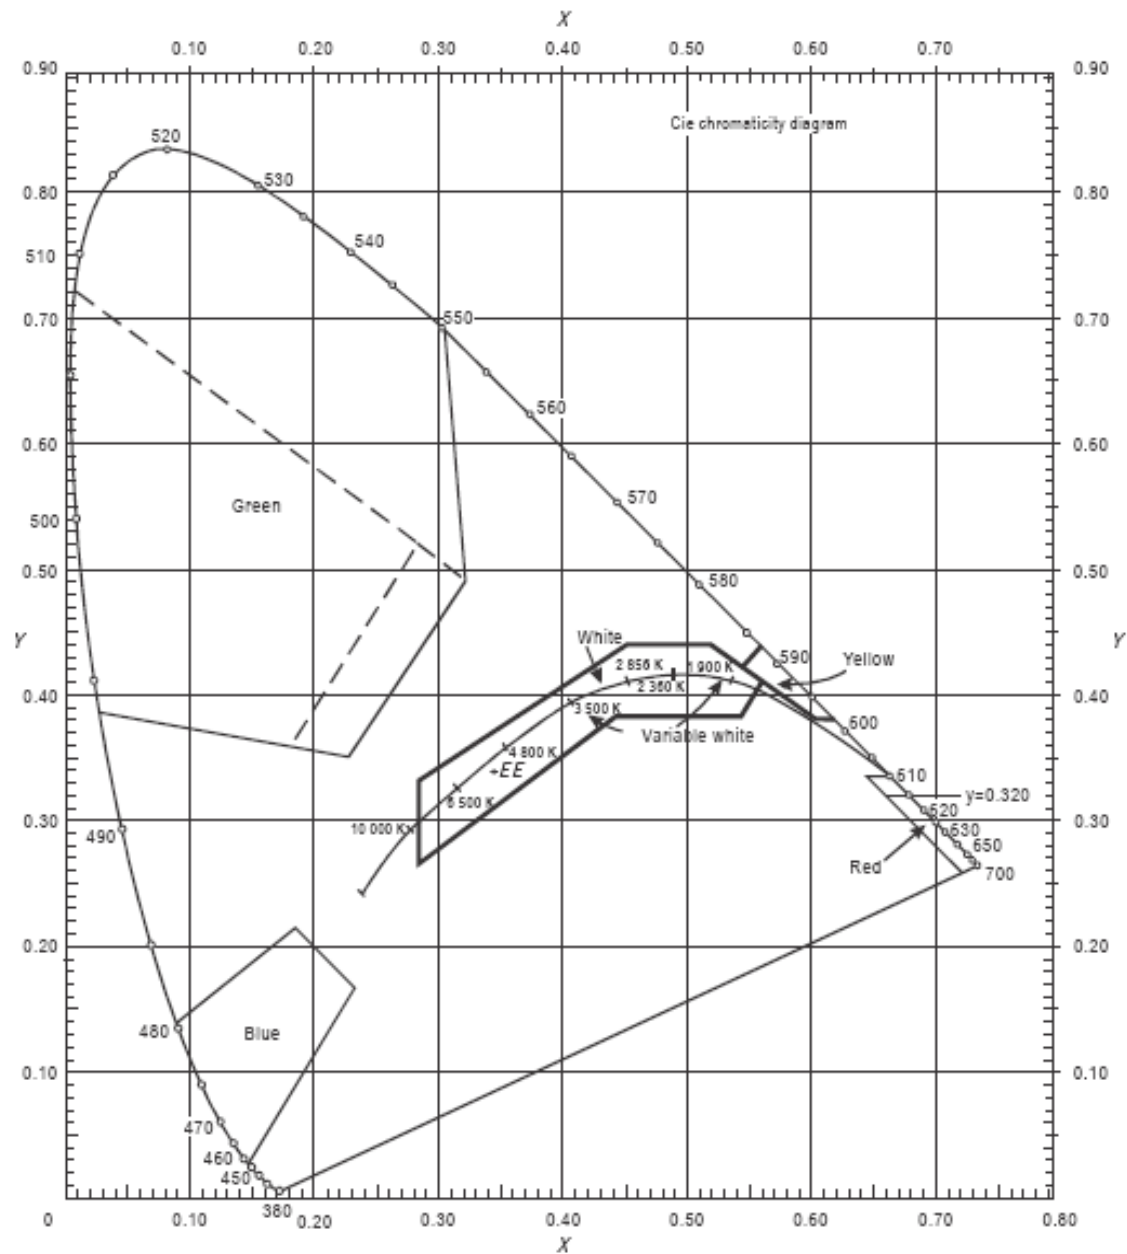 X
0.10 0.20 0.30 0.40 0.50 0.60 0.70
0.90 0.90
Cie chromaticity diagram
520
530
0.80 0.80
540
510
550
0.70 0.70
560
0.60 0.60
570
Green
500
0.50 580 0.50
Y White Y
590
2 856 K 1 900 K Yellow
2 360 K
0.40 0.40
3 500 K
600
Variable white
4 800 K
+EE
610
6 500 K y=0.320
520
10 000 K 0.30 0.30
630
490
650
Red
700
0.20 0.20
480 Blue
0.10 0.10
470
460
450
380
0 0.10 0.20 0.30 0.40 0.50 0.60 0.70 0.80
X